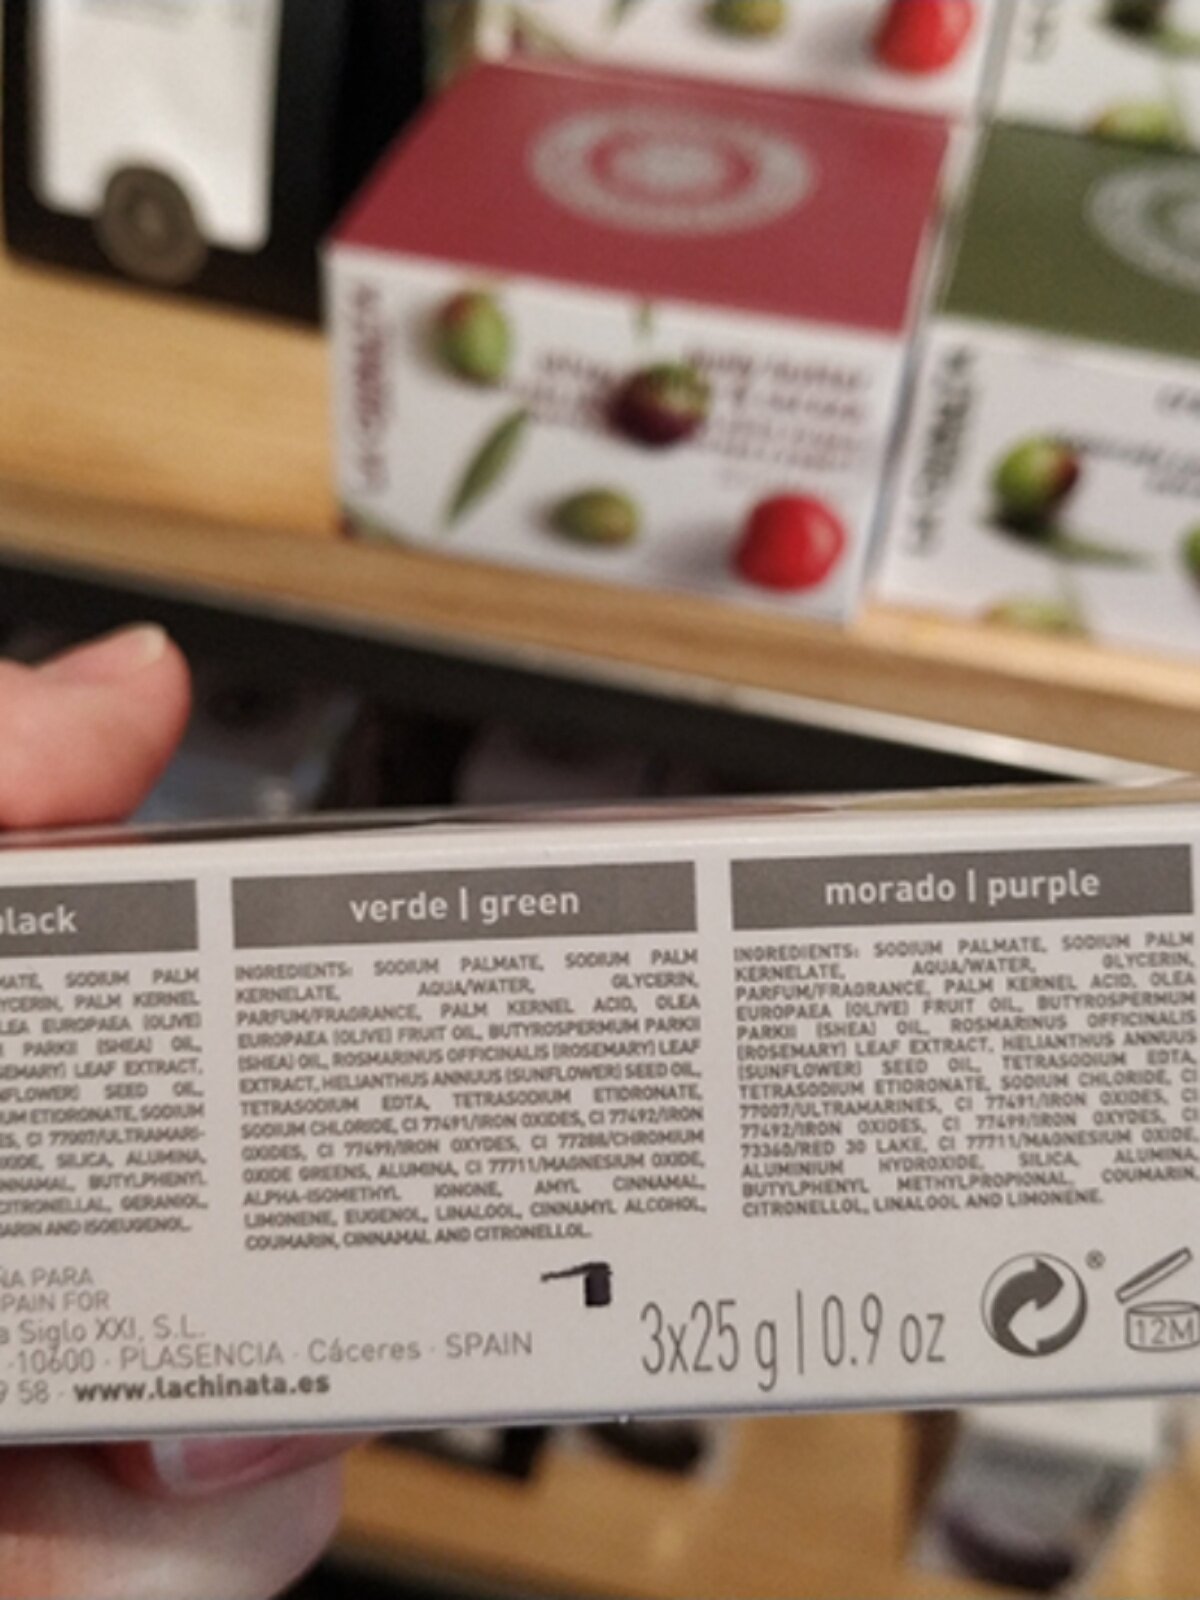 black
MATE, SODIUM PALM
YCERIN, PALM KERNEL
LEA EUROPAEA (OLIVE)
PARKII (SHEA) OIL,
SEMARY) LEAF EXTRACT,
NFLOWER) SEED OIL,
UM ETIDRONATE, SODIUM
ES, CI 77007/ULTRAMARI-
XIDE, SILICA, ALUMINA,
NNAMAL, BUTYLPHENYL
CITRONELLAL, GERANIOL,
ARIN AND ISOEUGENOL.
verde | green
INGREDIENTS: SODIUM PALMATE, SODIUM PALM
KERNELATE, AQUA/WATER, GLYCERIN,
PARFUM/FRAGRANCE, PALM KERNEL ACID, OLEA
EUROPAEA (OLIVE) FRUIT OIL, BUTYROSPERMUM PARKII
(SHEA) OIL, ROSMARINUS OFFICINALIS (ROSEMARY) LEAF
EXTRACT, HELIANTHUS ANNUUS (SUNFLOWER) SEED OIL,
TETRASODIUM EDTA, TETRASODIUM ETIDRONATE,
SODIUM CHLORIDE, CI 77491/IRON OXIDES, CI 77492/IRON
OXIDES, CI 77499/IRON OXYDES, CI 77288/CHROMIUM
OXIDE GREENS, ALUMINA, CI 77711/MAGNESIUM OXIDE,
ALPHA-ISOMETHYL IONONE, AMYL CINNAMAL,
LIMONENE, EUGENOL, LINALOOL, CINNAMYL ALCOHOL,
COUMARIN, CINNAMAL AND CITRONELLOL.
morado | purple
INGREDIENTS: SODIUM PALMATE, SODIUM PALM
KERNELATE, AQUA/WATER, GLYCERIN,
PARFUM/FRAGRANCE, PALM KERNEL ACID, OLEA
EUROPAEA (OLIVE) FRUIT OIL, BUTYROSPERMUM
PARKII (SHEA) OIL, ROSMARINUS OFFICINALIS
(ROSEMARY) LEAF EXTRACT, HELIANTHUS ANNUUS
(SUNFLOWER) SEED OIL, TETRASODIUM EDTA,
TETRASODIUM ETIDRONATE, SODIUM CHLORIDE, CI
77007/ULTRAMARINES, CI 77491/IRON OXIDES, CI
77492/IRON OXIDES, CI 77499/IRON OXYDES, CI
73360/RED 30 LAKE, CI 77711/MAGNESIUM OXIDE,
ALUMINIUM HYDROXIDE, SILICA, ALUMINA,
BUTYLPHENYL METHYLPROPIONAL, COUMARIN,
CITRONELLOL, LINALOOL AND LIMONENE.
ÑA PARA
PAIN FOR
a Siglo XXI, S.L.
-10600 · PLASENCIA · Cáceres · SPAIN
9 58 · www.lachinata.es
3x25 g | 0.9 oz
®
12M